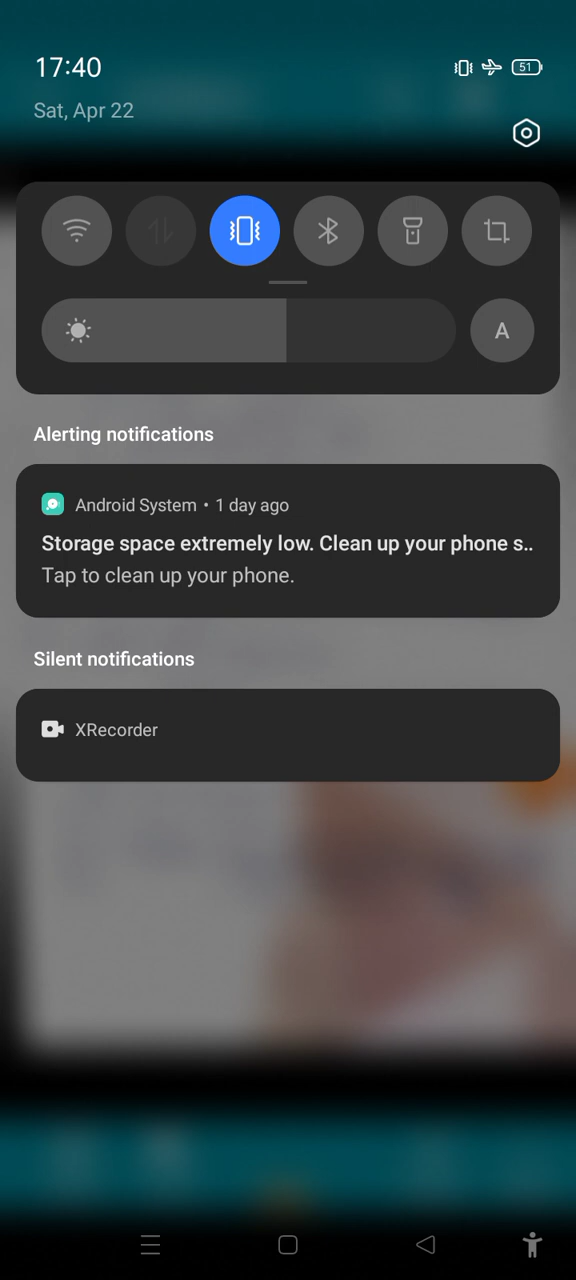 17:40
51
Sat, Apr 22
A
Alerting notifications
Android System • 1 day ago
Storage space extremely low. Clean up your phone s..
Tap to clean up your phone.
Silent notifications
XRecorder